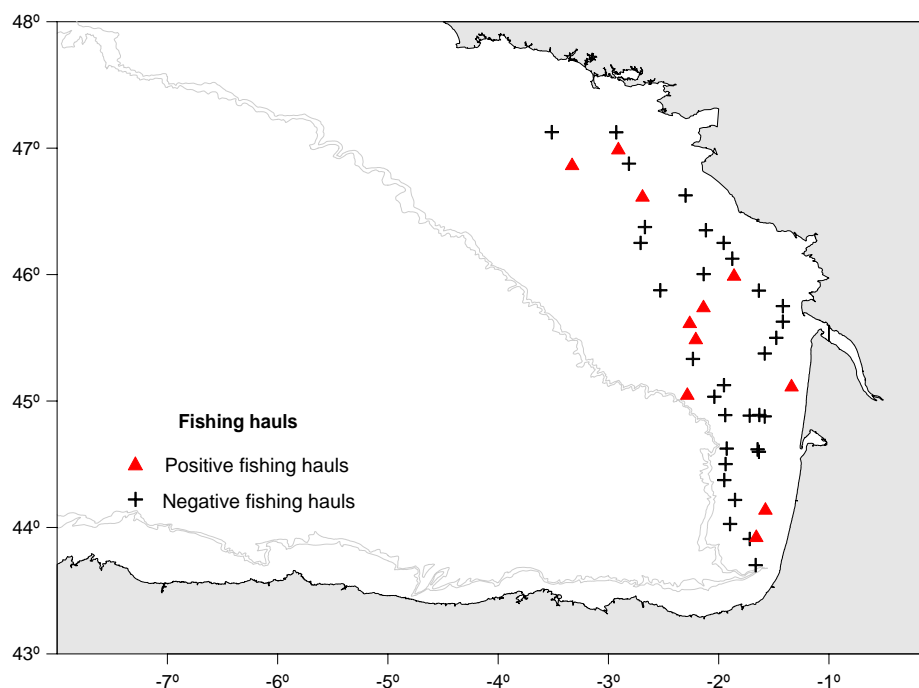 48º
47º
46º
45º
44º
43º
Fishing hauls
Positive fishing hauls
Negative fishing hauls
-7º -6º -5º -4º -3º -2º -1º